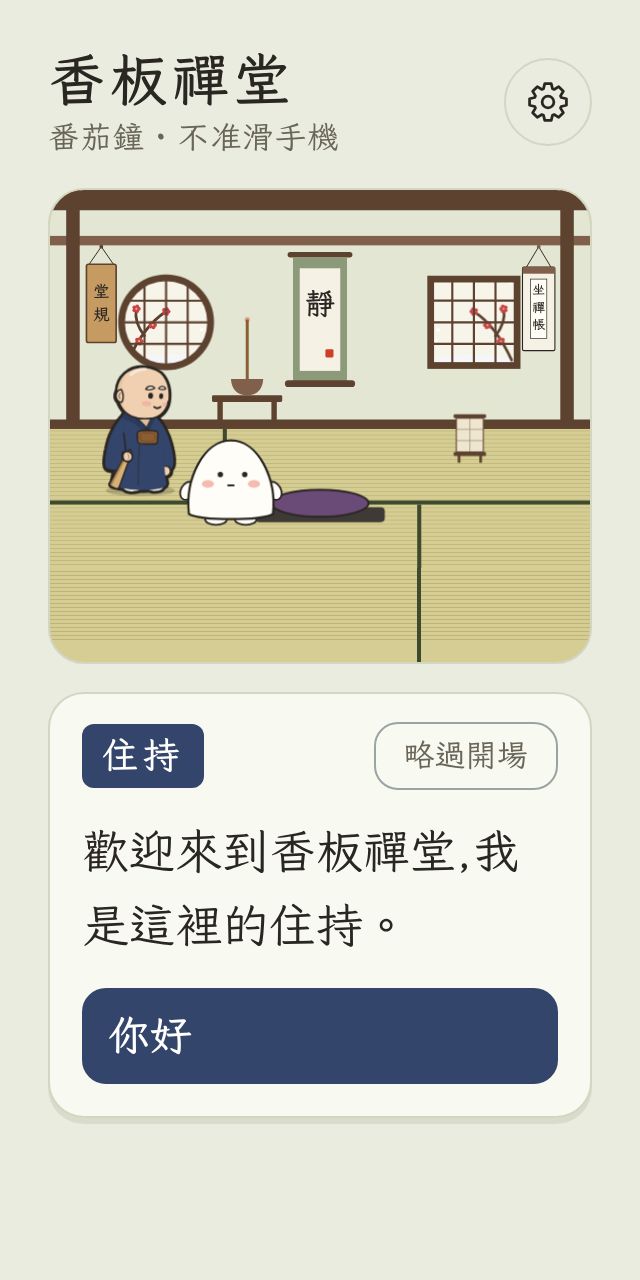 香板禪堂
番茄鐘・不准滑手機
堂規
靜
坐禪帳
住持
略過開場
歡迎來到香板禪堂,我
是這裡的住持。
你好